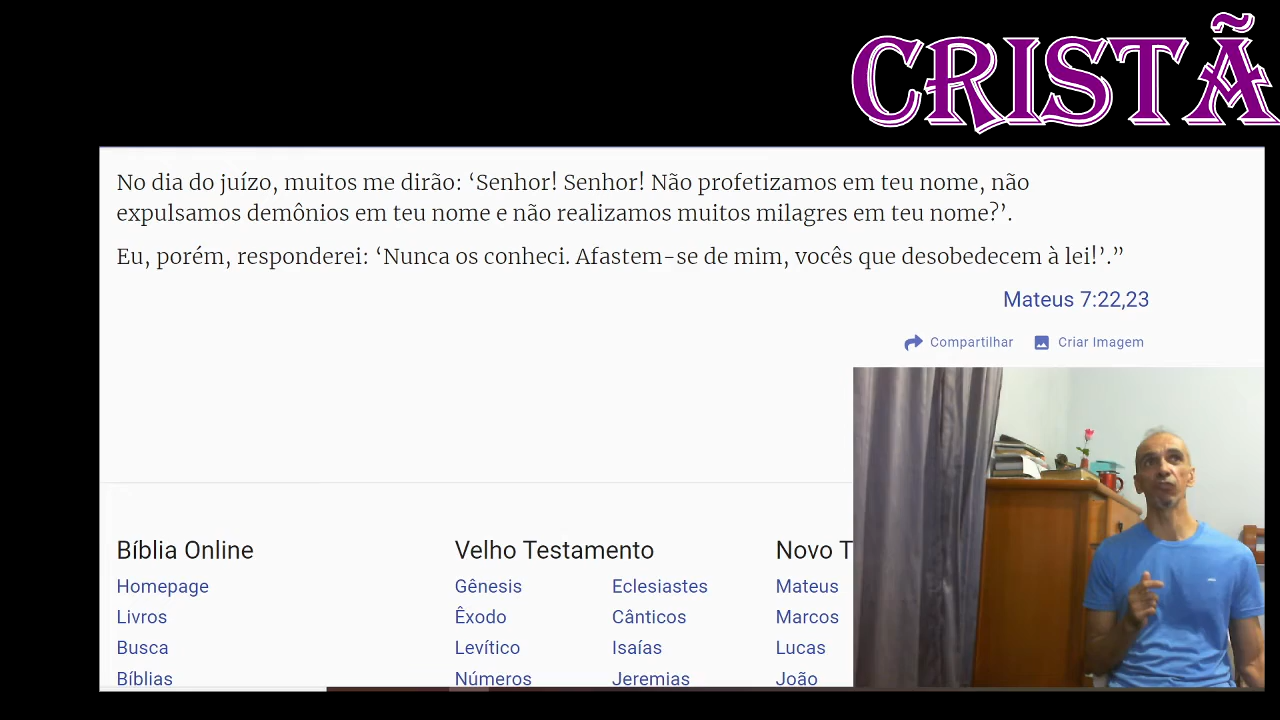 CRISTÃ
No dia do juízo, muitos me dirão: ‘Senhor! Senhor! Não profetizamos em teu nome, não
expulsamos demônios em teu nome e não realizamos muitos milagres em teu nome?’.
Eu, porém, responderei: ‘Nunca os conheci. Afastem-se de mim, vocês que desobedecem à lei!’.”
Mateus 7:22,23
Compartilhar Criar Imagem
Bíblia Online Velho Testamento Novo T
Homepage Gênesis Eclesiastes Mateus
Livros Êxodo Cânticos Marcos
Busca Levítico Isaías Lucas
Bíblias Números Jeremias João